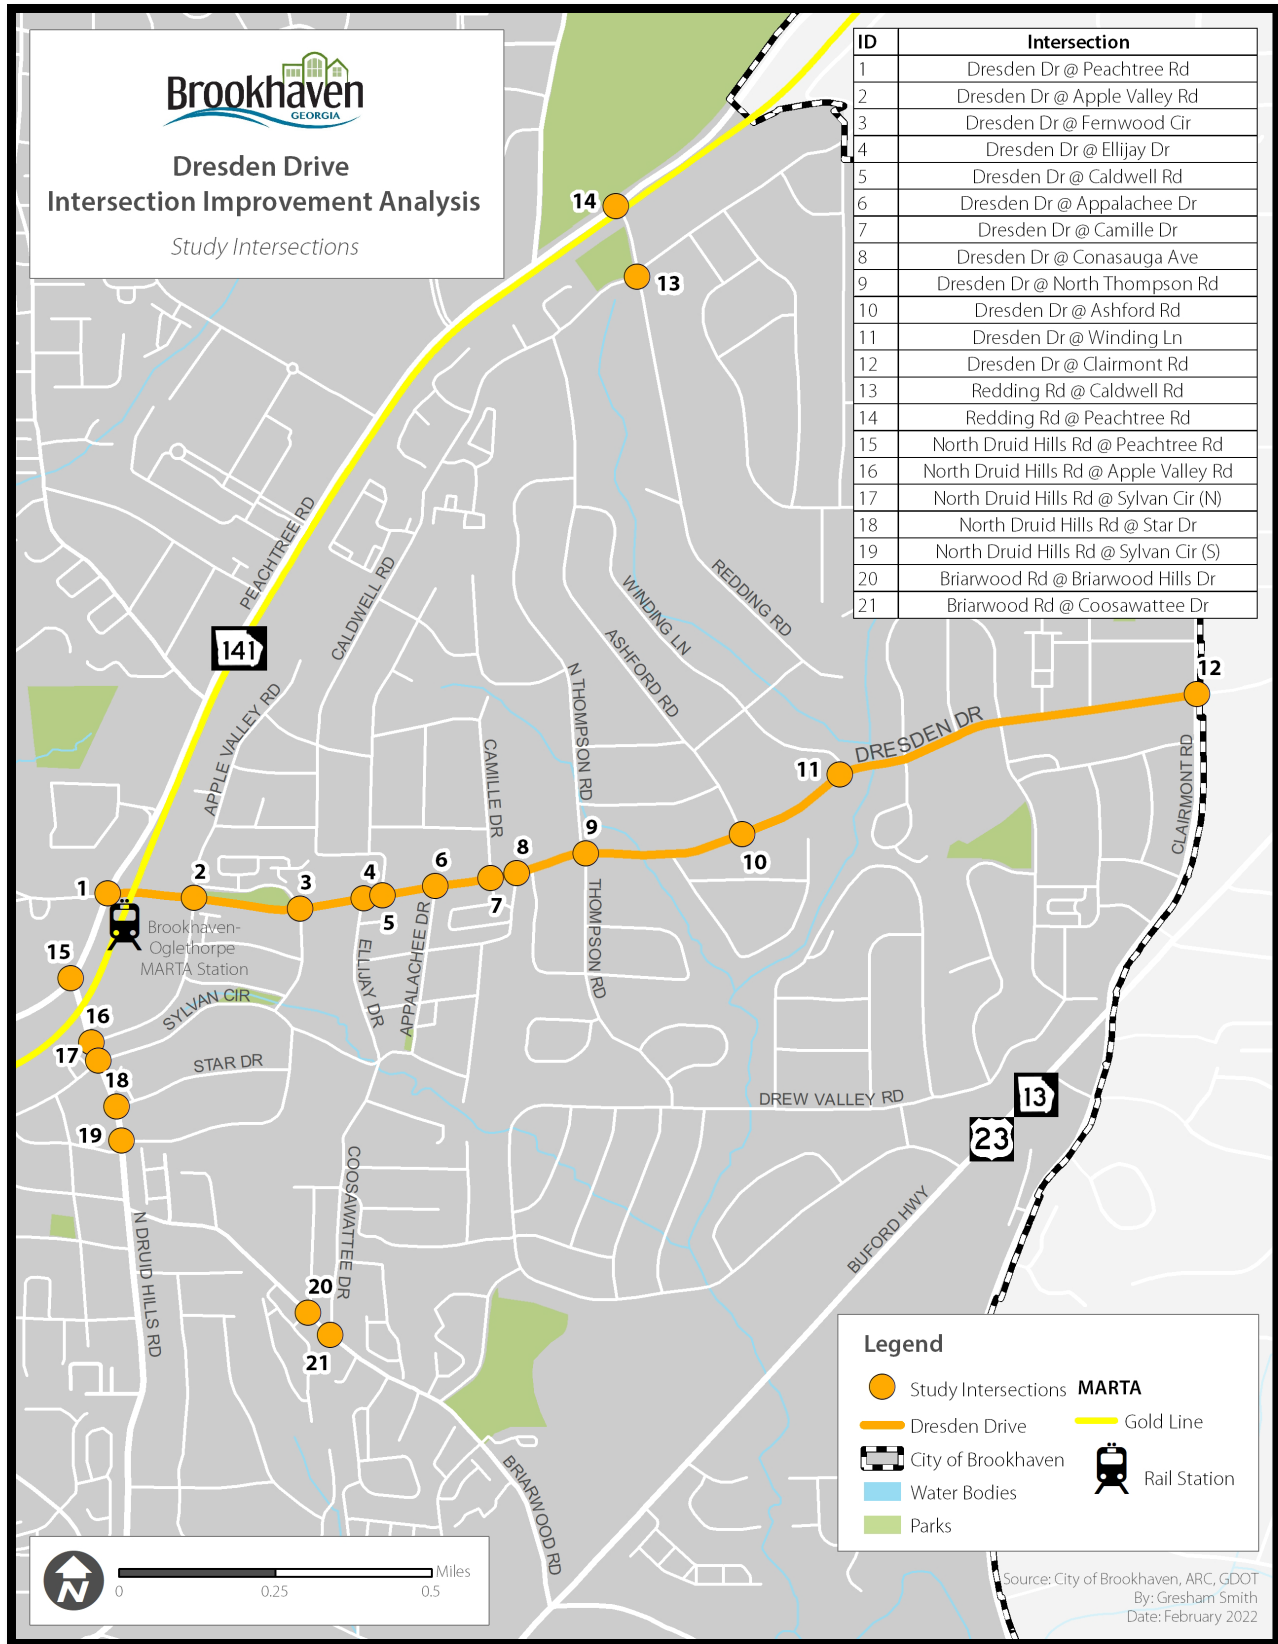 Brookhaven
GEORGIA
Dresden Drive
Intersection Improvement Analysis
Study Intersections
ID Intersection
1 Dresden Dr @ Peachtree Rd
2 Dresden Dr @ Apple Valley Rd
3 Dresden Dr @ Fernwood Cir
4 Dresden Dr @ Ellijay Dr
5 Dresden Dr @ Caldwell Rd
6 Dresden Dr @ Appalachee Dr
7 Dresden Dr @ Camille Dr
8 Dresden Dr @ Conasauga Ave
9 Dresden Dr @ North Thompson Rd
10 Dresden Dr @ Ashford Rd
11 Dresden Dr @ Winding Ln
12 Dresden Dr @ Clairmont Rd
13 Redding Rd @ Caldwell Rd
14 Redding Rd @ Peachtree Rd
15 North Druid Hills Rd @ Peachtree Rd
16 North Druid Hills Rd @ Apple Valley Rd
17 North Druid Hills Rd @ Sylvan Cir (N)
18 North Druid Hills Rd @ Star Dr
19 North Druid Hills Rd @ Sylvan Cir (S)
20 Briarwood Rd @ Briarwood Hills Dr
21 Briarwood Rd @ Coosawattee Dr
14
13
PEACHTREE RD
CALDWELL RD
WINDING LN
REDDING RD
ASHFORD RD
141
N THOMPSON RD
APPLE VALLEY RD
12
DRESDEN DR
CAMILLE DR
CLAIRMONT RD
11
10
9
8
7
6
5
4
3
2
1
Brookhaven-
Oglethorpe
MARTA Station
THOMPSON RD
APPALACHEE DR
ELLIJAY DR
15
SYLVAN CIR
16
17
STAR DR
18
19
DREW VALLEY RD
13
23
COOSAWATTEE DR
N DRUID HILLS RD
BUFORD HWY
20
21
BRIARWOOD RD
Legend
Study Intersections
Dresden Drive
City of Brookhaven
Water Bodies
Parks
MARTA
Gold Line
Rail Station
N
Miles
0 0.25 0.5
Source: City of Brookhaven, ARC, GDOT
By: Gresham Smith
Date: February 2022